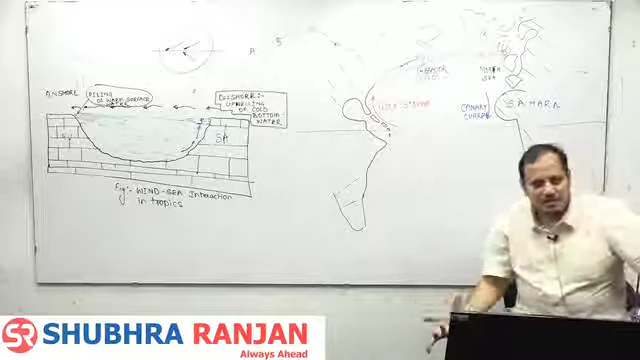 A
ONSHORE
PILING
OF WARM SURFACE
WATER
OFFSHORE:-
UPWELLING
OF COLD
BOTTOM-
WATER
SA
Fig:- WIND-SEA Interaction
in tropics
NORTH
SEA
CANARY
CURRENT
SAHARA
SR SHUBHRA RANJAN
Always Ahead